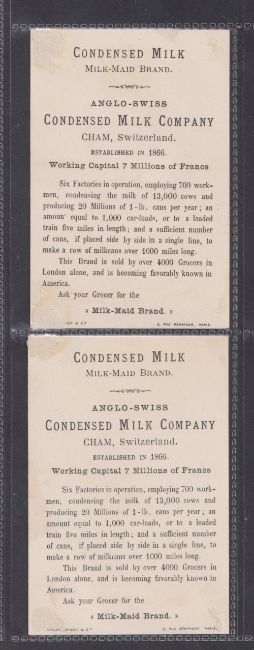 CONDENSED MILK
MILK-MAID BRAND.
ANGLO-SWISS
CONDENSED MILK COMPANY
CHAM, Switzerland.
ESTABLISHED IN 1866.
Working Capital 7 Millions of Francs
Six Factories in operation, employing 700 work-
men, condensing the milk of 13,000 cows and
producing 20 Millions of 1-lb. cans per year; an
amount equal to 1,000 car-loads, or to a loaded
train five miles in length; and a sufficient number
of cans, if placed side by side in a single line, to
make a row of milkcans over 1000 miles long.
This Brand is sold by over 4000 Grocers in
London alone, and is becoming favorably known in
America.
Ask your Grocer for the
« Milk-Maid Brand. »
CONDENSED MILK
MILK-MAID BRAND.
ANGLO-SWISS
CONDENSED MILK COMPANY
CHAM, Switzerland.
ESTABLISHED IN 1866.
Working Capital 7 Millions of Francs
Six Factories in operation, employing 700 work-
men, condensing the milk of 13,000 cows and
producing 20 Millions of 1-lb. cans per year; an
amount equal to 1,000 car-loads, or to a loaded
train five miles in length; and a sufficient number
of cans, if placed side by side in a single line, to
make a row of milkcans over 1000 miles long.
This Brand is sold by over 4000 Grocers in
London alone, and is becoming favorably known in
America.
Ask your Grocer for the
« Milk-Maid Brand. »